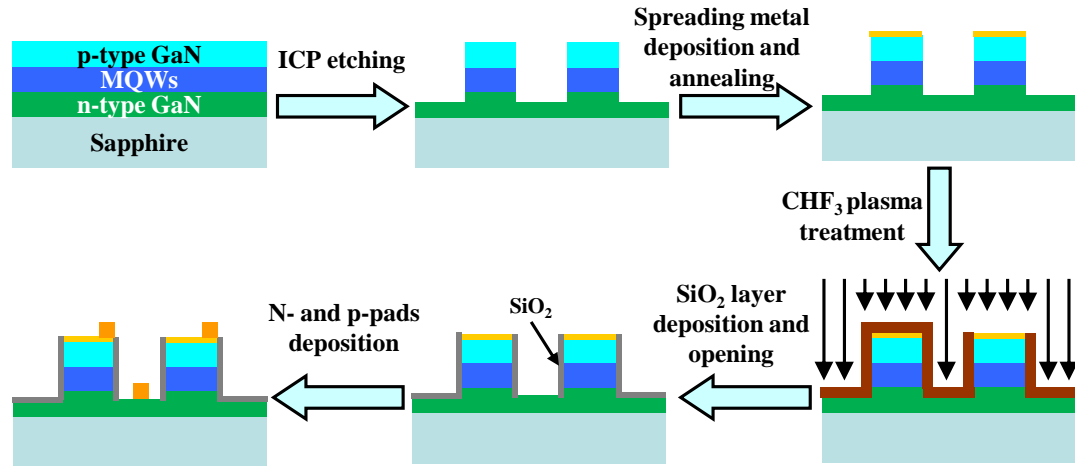 p-type GaN
MQWs
n-type GaN
Sapphire
ICP etching
Spreading metal
deposition and
annealing
CHF₃ plasma
treatment
SiO₂ layer
deposition and
opening
SiO₂
N- and p-pads
deposition